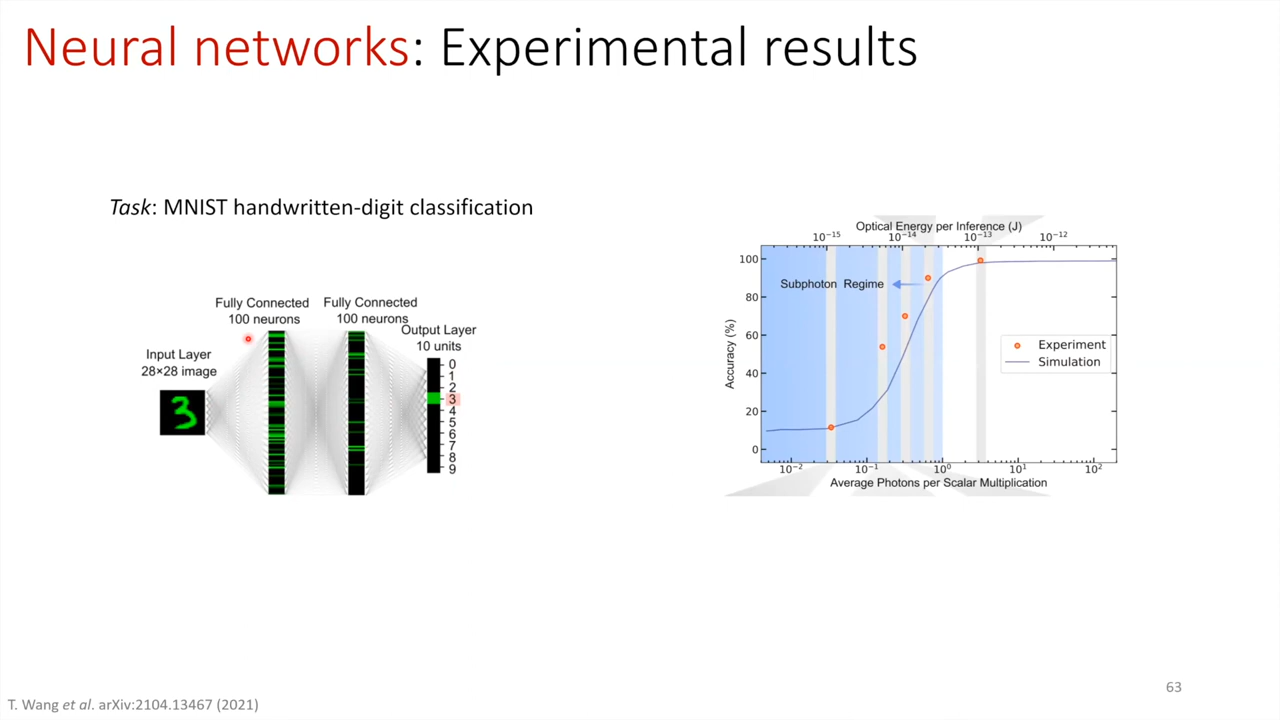 Neural networks: Experimental results
Task: MNIST handwritten-digit classification
Fully Connected
100 neurons
Fully Connected
100 neurons
Output Layer
10 units
Input Layer
28×28 image
0
1
2
3
4
5
6
7
8
9
Optical Energy per Inference (J)
10⁻¹⁵ 10⁻¹⁴ 10⁻¹³ 10⁻¹²
100
80
60
40
20
0
Accuracy (%)
Subphoton Regime
Experiment
Simulation
10⁻² 10⁻¹ 10⁰ 10¹ 10²
Average Photons per Scalar Multiplication
63
T. Wang et al. arXiv:2104.13467 (2021)